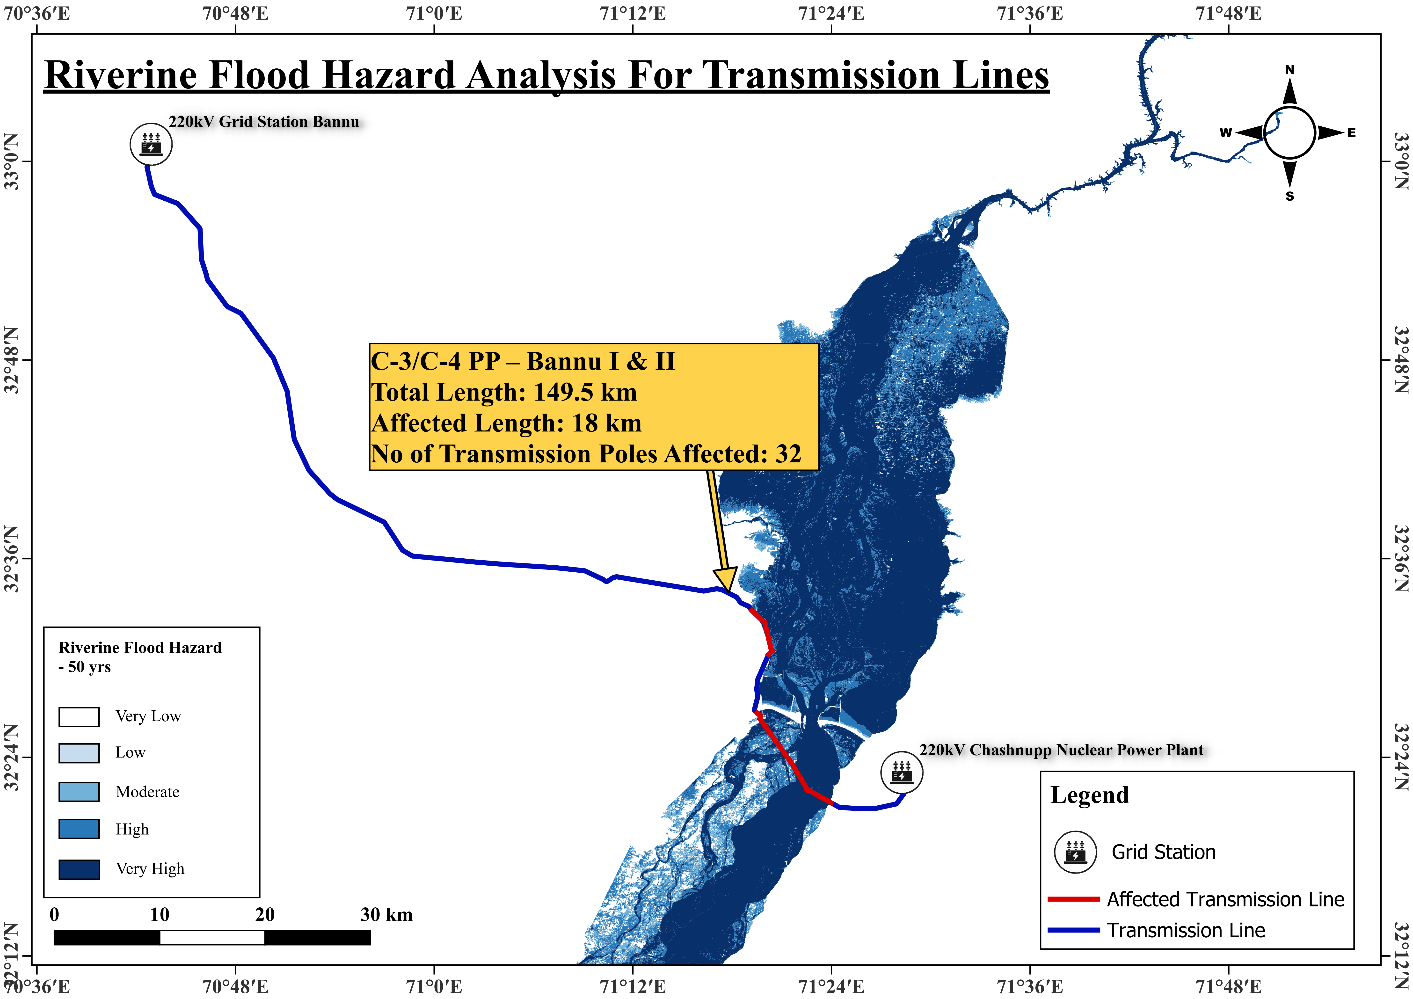 70°36'E 70°48'E 71°0'E 71°12'E 71°24'E 71°36'E 71°48'E
Riverine Flood Hazard Analysis For Transmission Lines
N
W E
S
220kV Grid Station Bannu
33°0'N 33°0'N
32°48'N 32°48'N
C-3/C-4 PP – Bannu I & II
Total Length: 149.5 km
Affected Length: 18 km
No of Transmission Poles Affected: 32
32°36'N 32°36'N
Riverine Flood Hazard
- 50 yrs
Very Low
Low
Moderate
High
Very High
32°24'N 32°24'N
220kV Chashnupp Nuclear Power Plant
Legend
Grid Station
Affected Transmission Line
Transmission Line
0 10 20 30 km
32°12'N 32°12'N
70°36'E 70°48'E 71°0'E 71°12'E 71°24'E 71°36'E 71°48'E